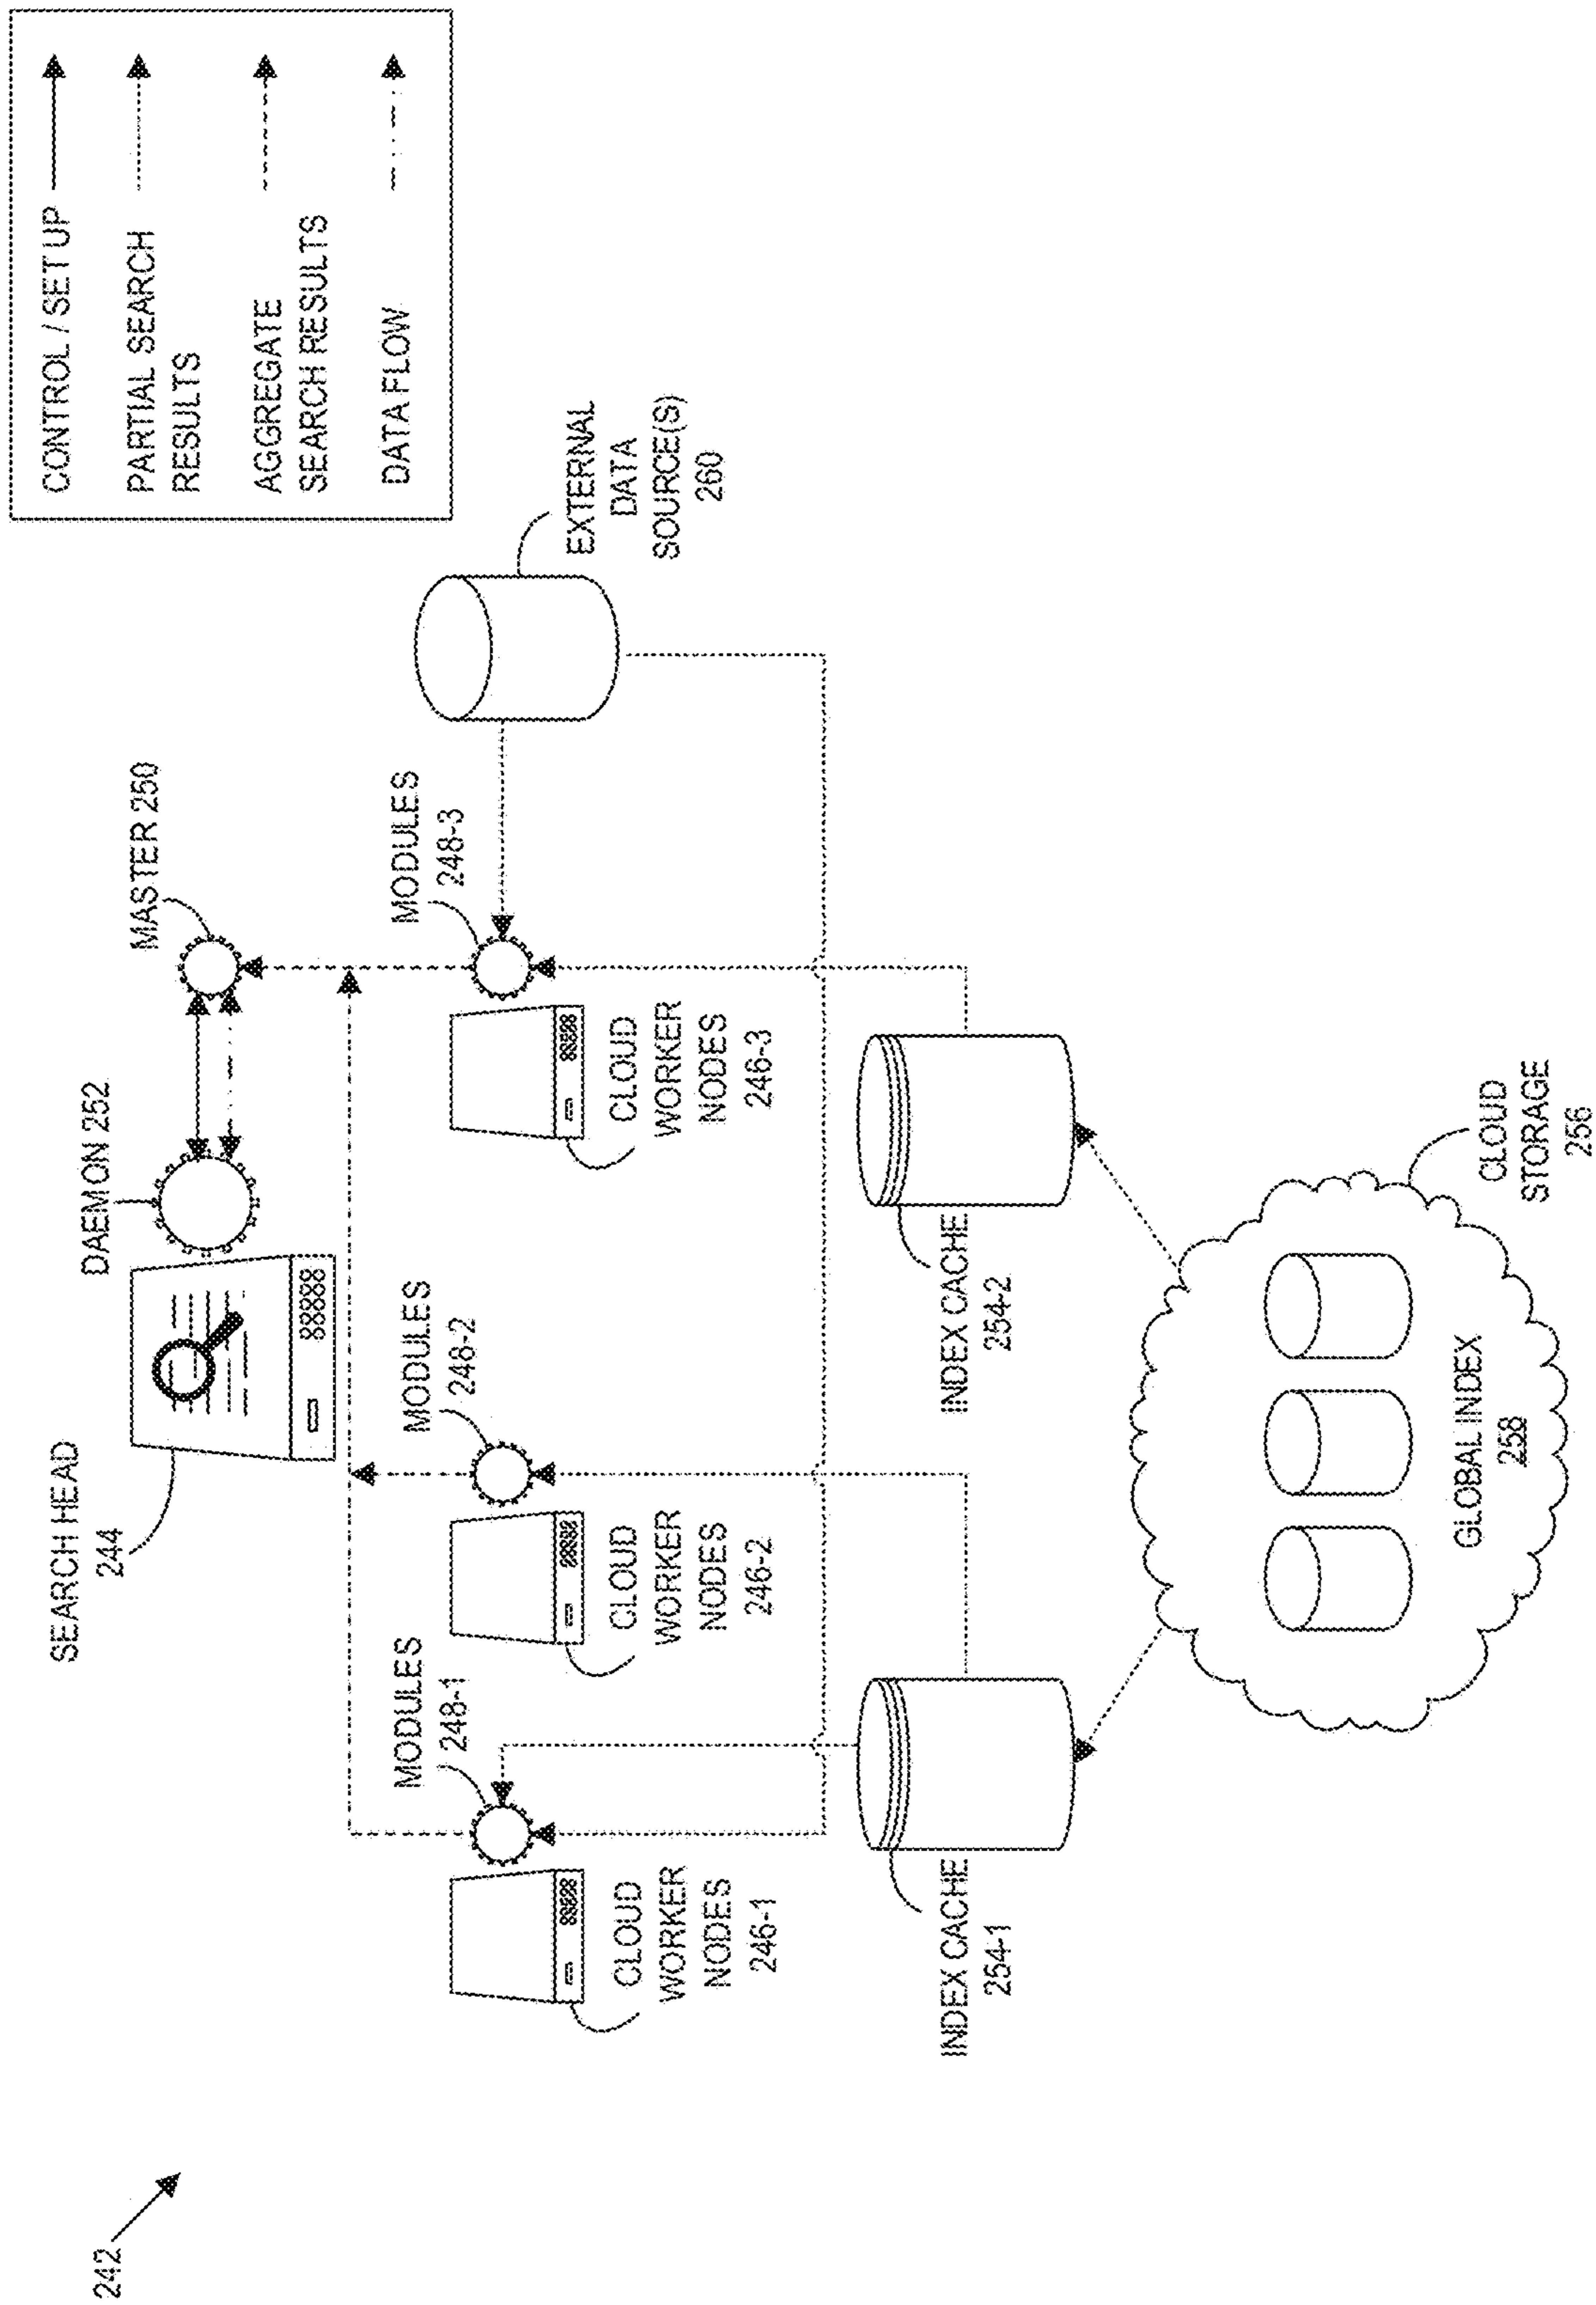 242
SEARCH HEAD
244
DAEMON 252
MASTER 250
CONTROL / SET UP
PARTIAL SEARCH
RESULTS
AGGREGATE
SEARCH RESULTS
DATA FLOW
MODULES
248-1
MODULES
248-2
MODULES
248-3
CLOUD
WORKER
NODES
246-1
CLOUD
WORKER
NODES
246-2
CLOUD
WORKER
NODES
246-3
EXTERNAL
DATA
SOURCE(S)
260
INDEX CACHE
254-1
INDEX CACHE
254-2
GLOBAL INDEX
258
CLOUD
STORAGE
256